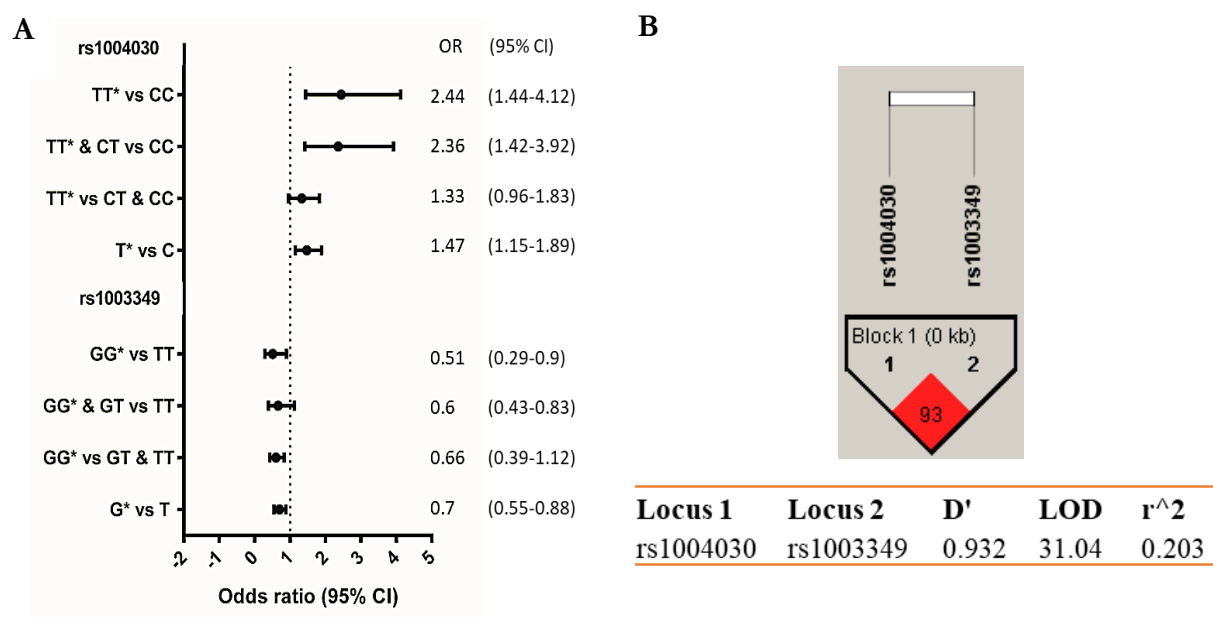 A
rs1004030 OR (95% CI)
TT* vs CC 2.44 (1.44-4.12)
TT* & CT vs CC 2.36 (1.42-3.92)
TT* vs CT & CC 1.33 (0.96-1.83)
T* vs C 1.47 (1.15-1.89)
rs1003349
GG* vs TT 0.51 (0.29-0.9)
GG* & GT vs TT 0.6 (0.43-0.83)
GG* vs GT & TT 0.66 (0.39-1.12)
G* vs T 0.7 (0.55-0.88)
-2 -1 0 1 2 3 4 5
Odds ratio (95% CI)
B
rs1004030
rs1003349
Block 1 (0 kb)
1 2
93
Locus 1 Locus 2 D' LOD r^2
rs1004030 rs1003349 0.932 31.04 0.203